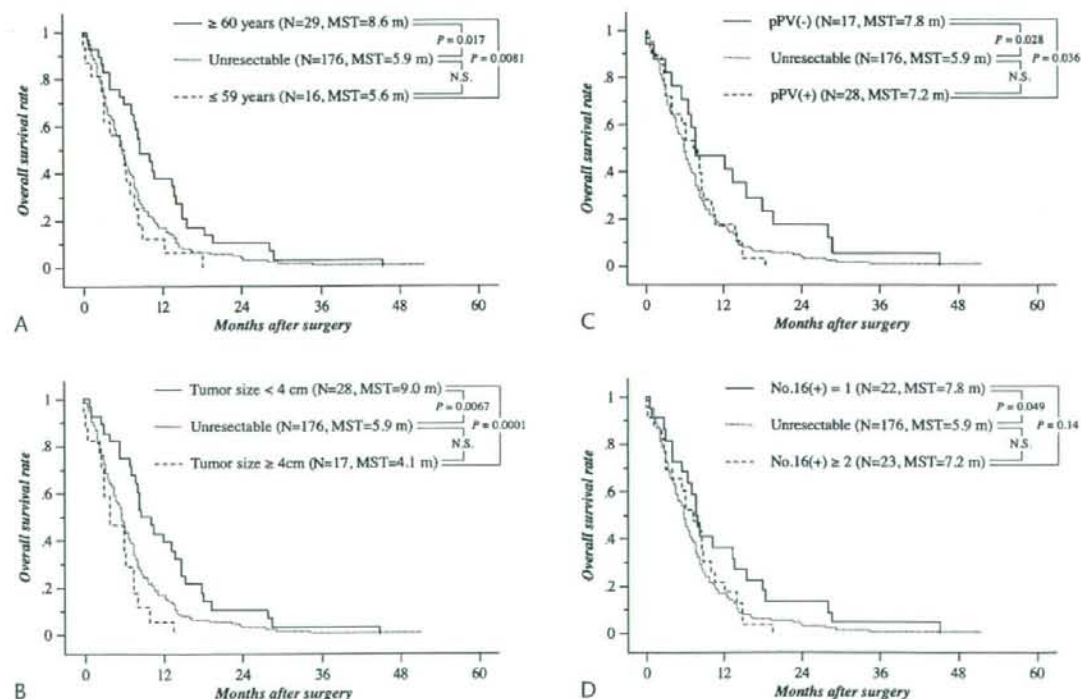 ≥ 60 years (N=29, MST=8.6 m)
P = 0.017
Unresectable (N=176, MST=5.9 m)
P = 0.0081
N.S.
≤ 59 years (N=16, MST=5.6 m)
Overall survival rate
1
.8
.6
.4
.2
0
0 12 24 36 48 60
Months after surgery
A
pPV(-) (N=17, MST=7.8 m)
P = 0.028
Unresectable (N=176, MST=5.9 m)
P = 0.036
N.S.
pPV(+) (N=28, MST=7.2 m)
Overall survival rate
1
.8
.6
.4
.2
0
0 12 24 36 48 60
Months after surgery
C
Tumor size < 4 cm (N=28, MST=9.0 m)
P = 0.0067
Unresectable (N=176, MST=5.9 m)
P = 0.0001
N.S.
Tumor size ≥ 4cm (N=17, MST=4.1 m)
Overall survival rate
1
.8
.6
.4
.2
0
0 12 24 36 48 60
Months after surgery
B
No.16(+) = 1 (N=22, MST=7.8 m)
P = 0.049
Unresectable (N=176, MST=5.9 m)
P = 0.14
N.S.
No.16(+) ≥ 2 (N=23, MST=7.2 m)
Overall survival rate
1
.8
.6
.4
.2
0
0 12 24 36 48 60
Months after surgery
D